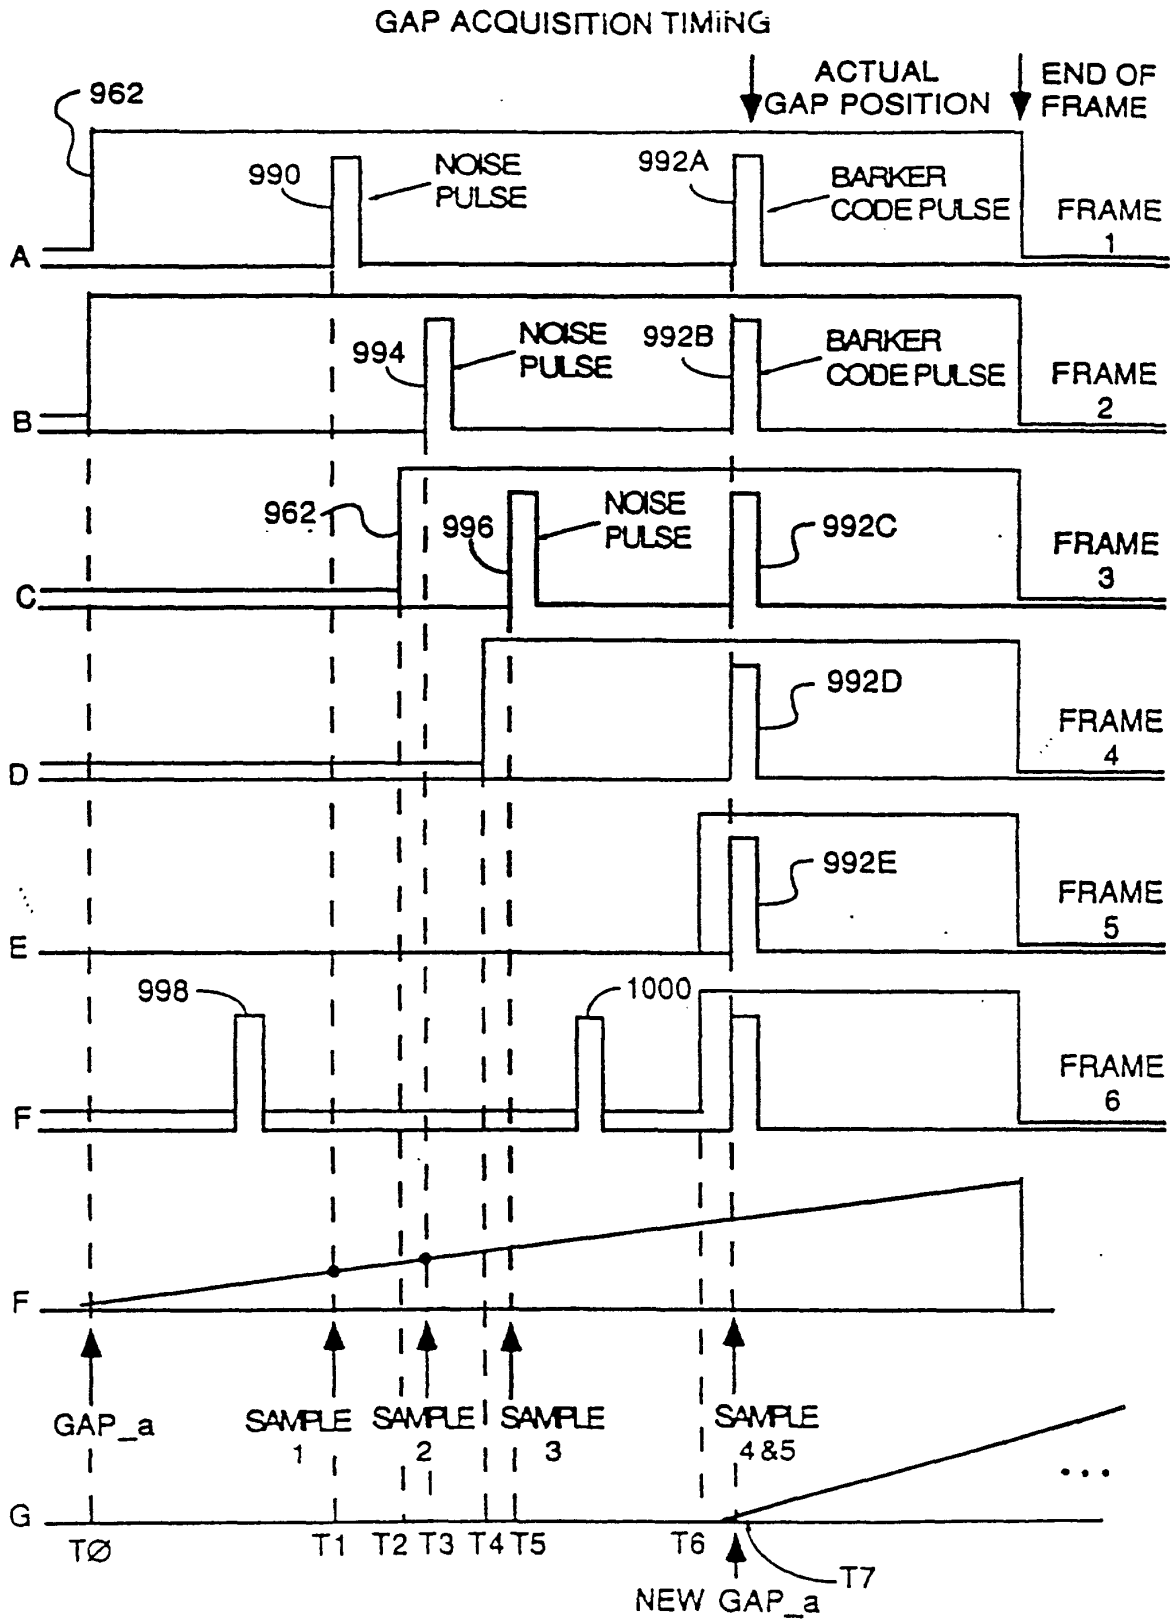 GAP ACQUISITION TIMING
ACTUAL
GAP POSITION
END OF
FRAME
962
990
NOISE
PULSE
992A
BARKER
CODE PULSE
FRAME
1
A
994
NOISE
PULSE
992B
BARKER
CODE PULSE
FRAME
2
B
962
996
NOISE
PULSE
992C
FRAME
3
C
992D
FRAME
4
D
992E
FRAME
5
E
998
1000
FRAME
6
F
F
GAP_a
SAMPLE
1
SAMPLE
2
SAMPLE
3
SAMPLE
4&5
...
G
TØ
T1
T2
T3
T4
T5
T6
T7
NEW GAP_a